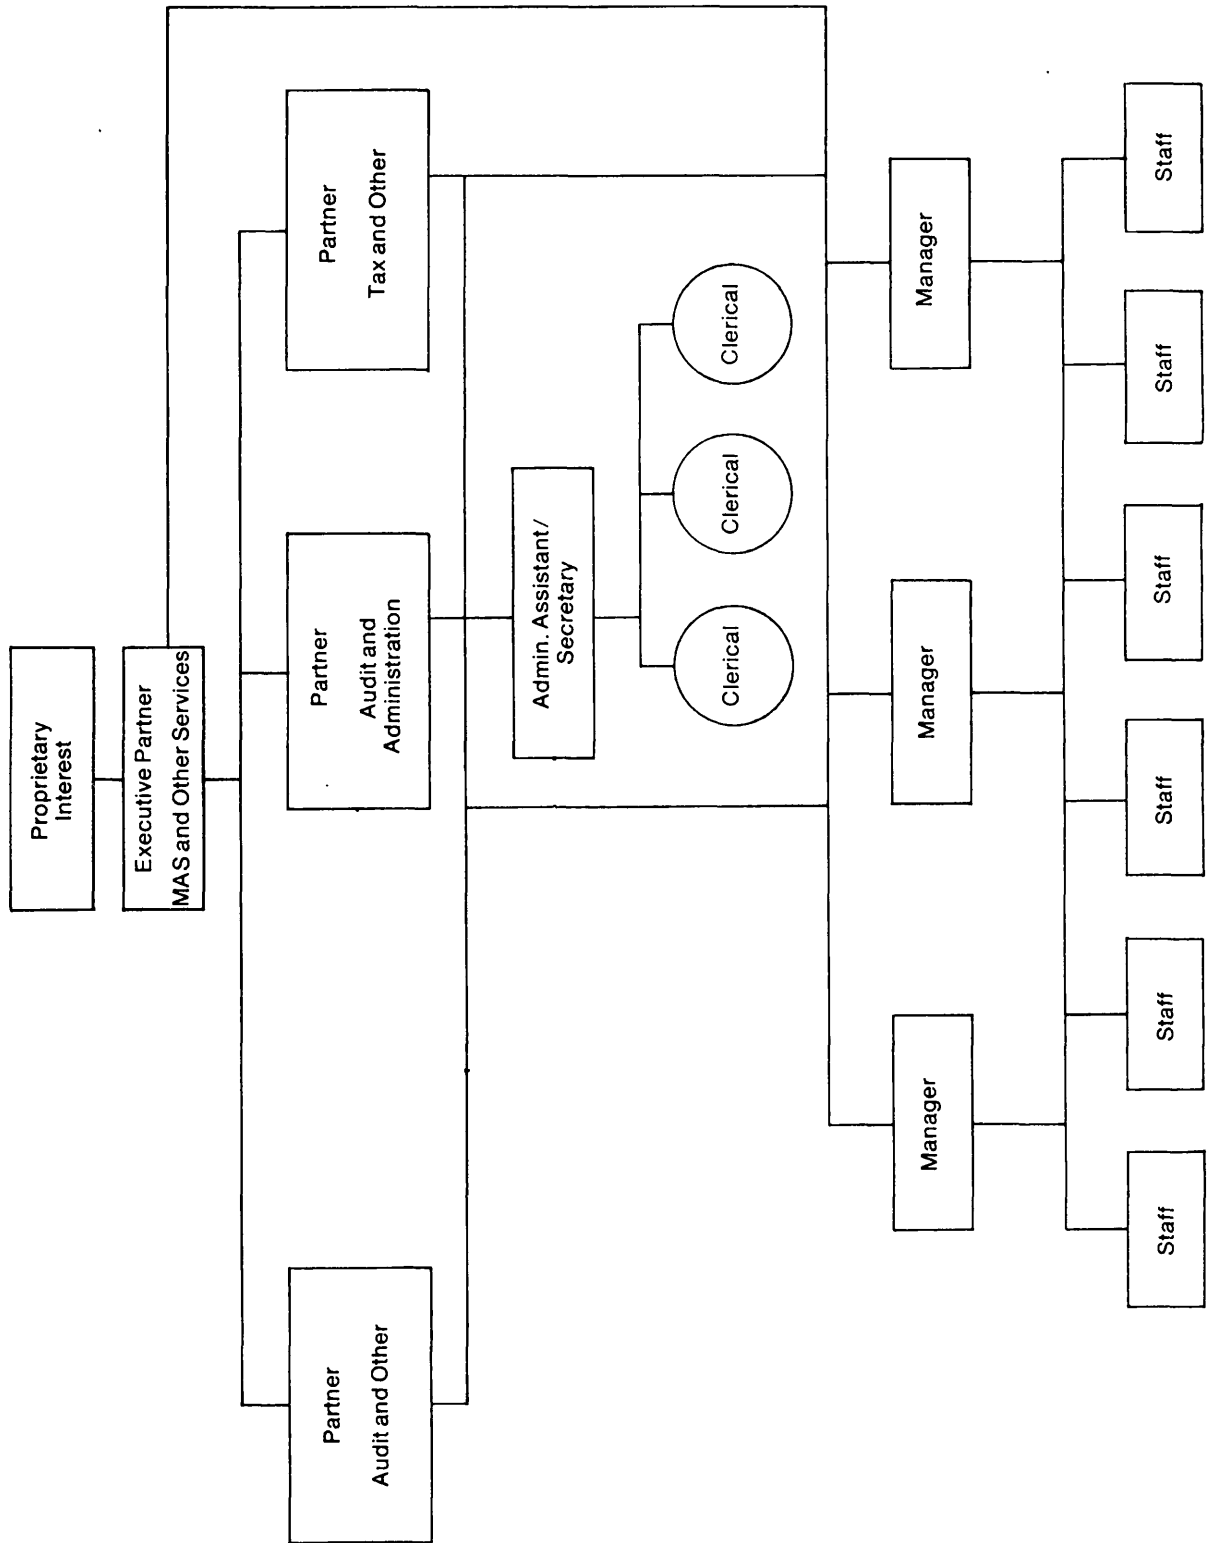 Proprietary
Interest
Executive Partner
MAS and Other Services
Partner
Audit and Other
Partner
Audit and
Administration
Partner
Tax and Other
Admin. Assistant/
Secretary
Clerical
Clerical
Clerical
Manager
Manager
Manager
Staff
Staff
Staff
Staff
Staff
Staff